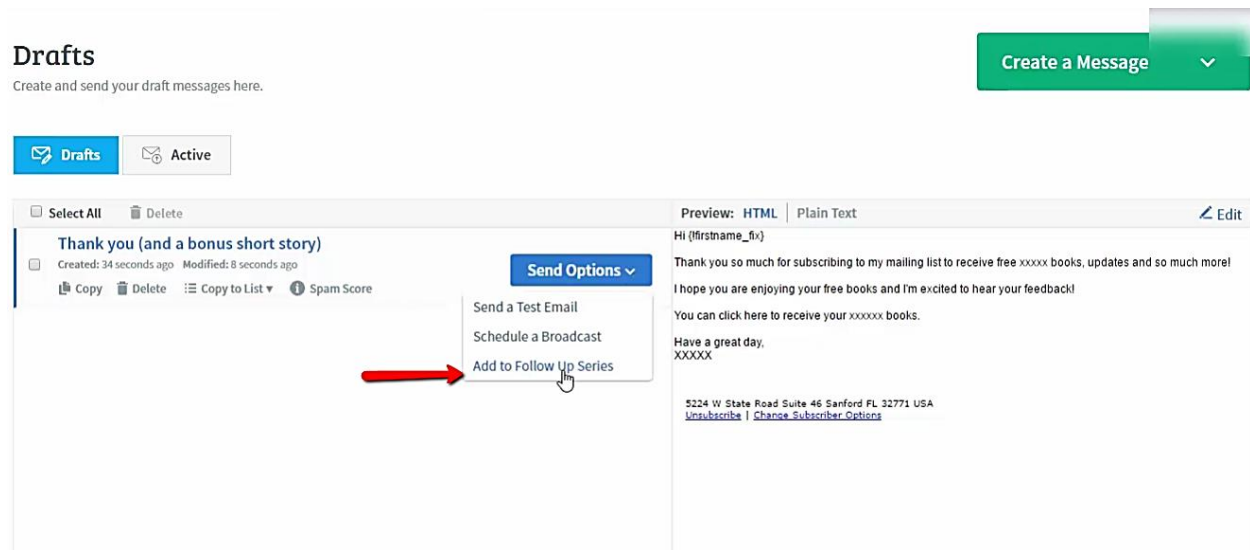 Drafts
Create and send your draft messages here.
Create a Message
Drafts
Active
Select All Delete
Thank you (and a bonus short story)
Created: 34 seconds ago Modified: 8 seconds ago
Copy Delete Copy to List ▾ Spam Score
Send Options
Send a Test Email
Schedule a Broadcast
Add to Follow Up Series
Preview: HTML | Plain Text
Edit
Hi {!firstname_fix}
Thank you so much for subscribing to my mailing list to receive free xxxxx books, updates and so much more!
I hope you are enjoying your free books and I'm excited to hear your feedback!
You can click here to receive your xxxxxx books.
Have a great day,
XXXXX
5224 W State Road Suite 46 Sanford FL 32771 USA
Unsubscribe | Change Subscriber Options